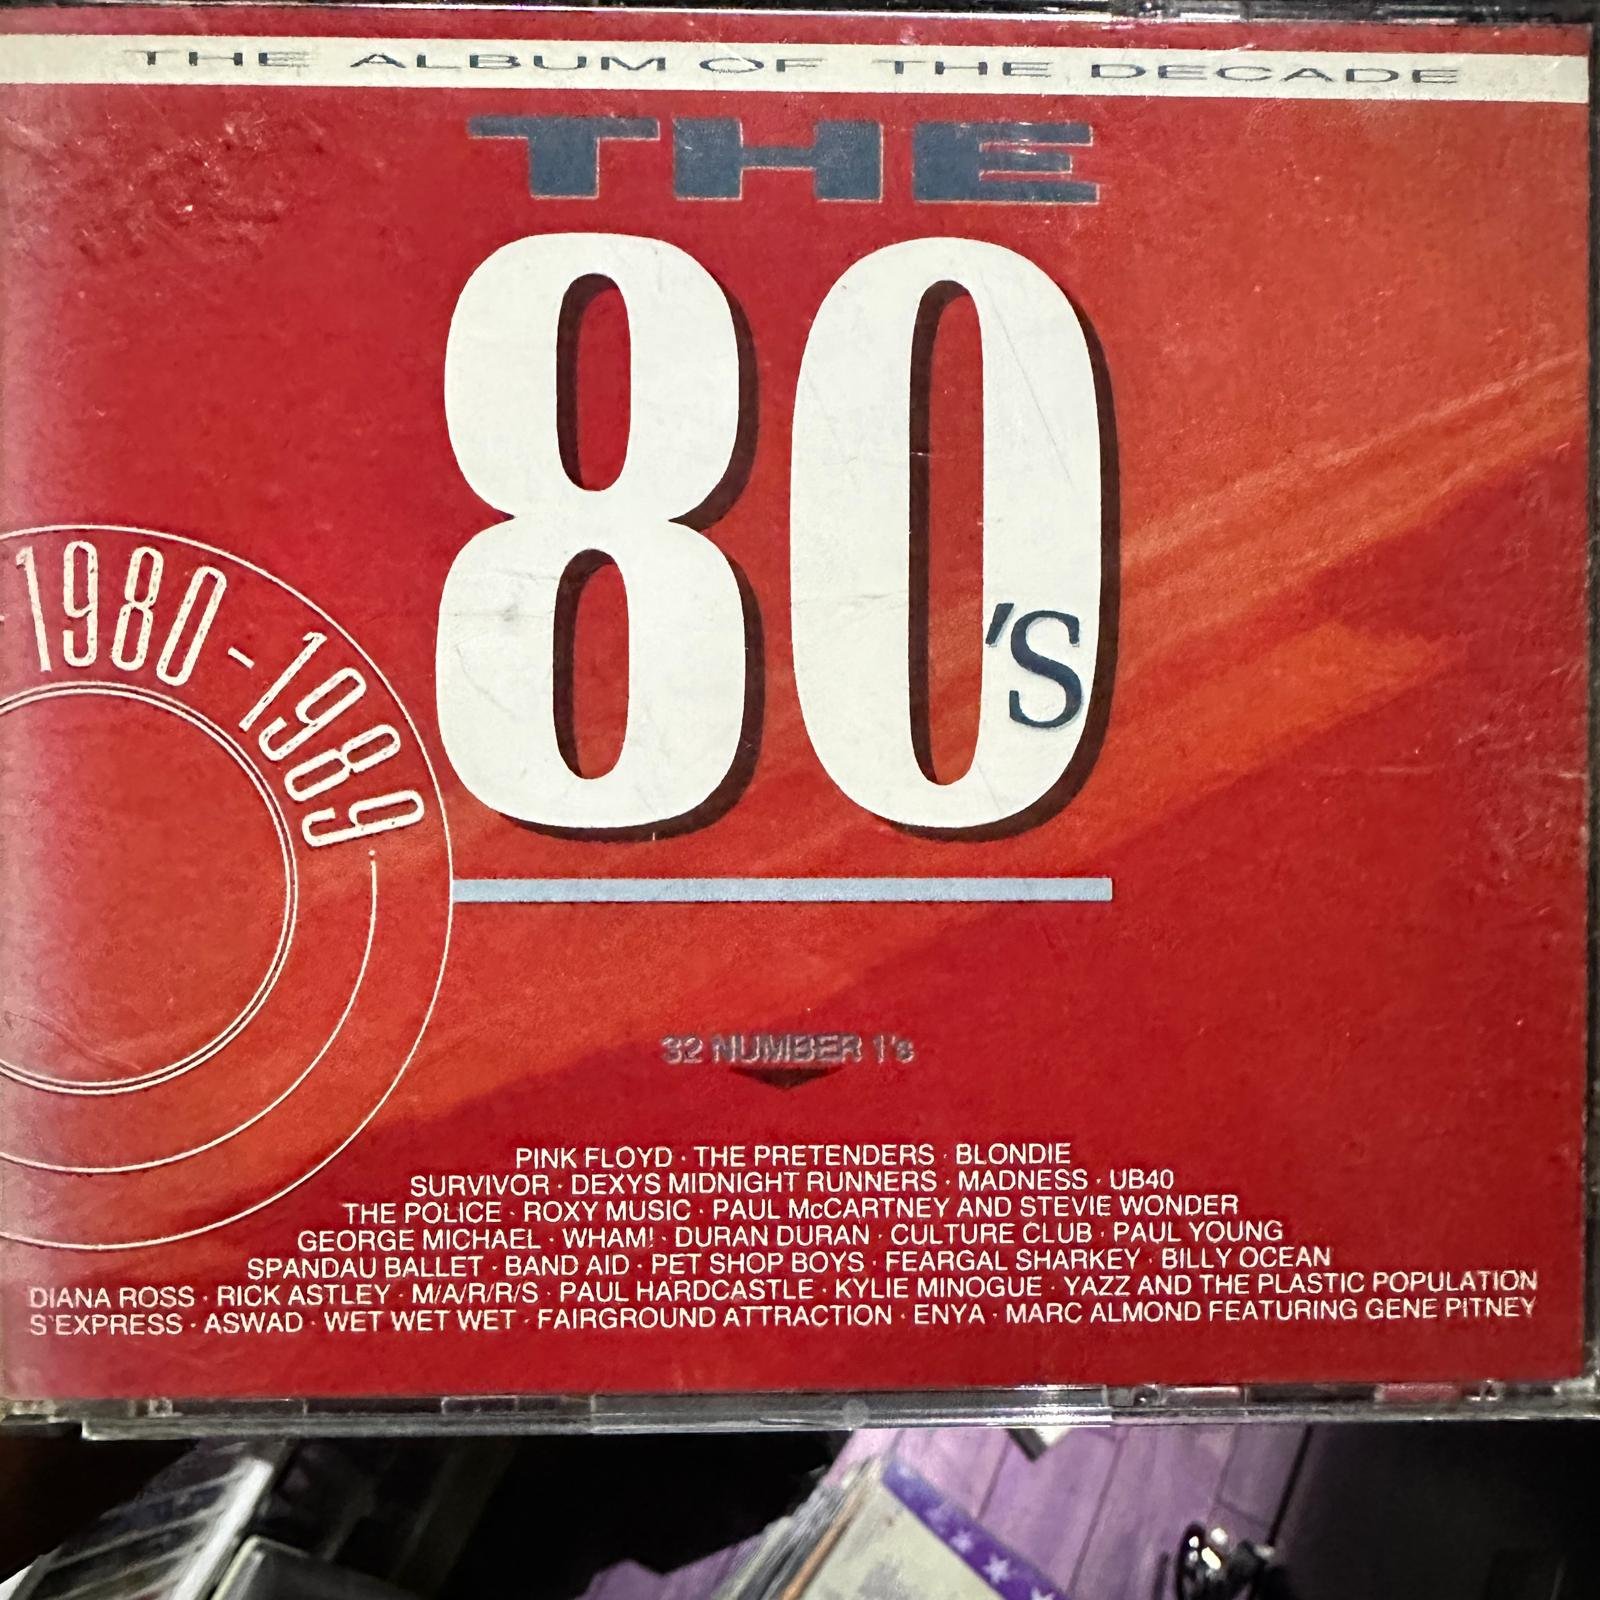 THE ALBUM OF THE DECADE
THE
80'S
1980-1989
32 NUMBER 1's
PINK FLOYD · THE PRETENDERS · BLONDIE
SURVIVOR · DEXYS MIDNIGHT RUNNERS · MADNESS · UB40
THE POLICE · ROXY MUSIC · PAUL McCARTNEY AND STEVIE WONDER
GEORGE MICHAEL · WHAM! · DURAN DURAN · CULTURE CLUB · PAUL YOUNG
SPANDAU BALLET · BAND AID · PET SHOP BOYS · FEARGAL SHARKEY · BILLY OCEAN
DIANA ROSS · RICK ASTLEY · M/A/R/R/S · PAUL HARDCASTLE · KYLIE MINOGUE · YAZZ AND THE PLASTIC POPULATION
S'EXPRESS · ASWAD · WET WET WET · FAIRGROUND ATTRACTION · ENYA · MARC ALMOND FEATURING GENE PITNEY